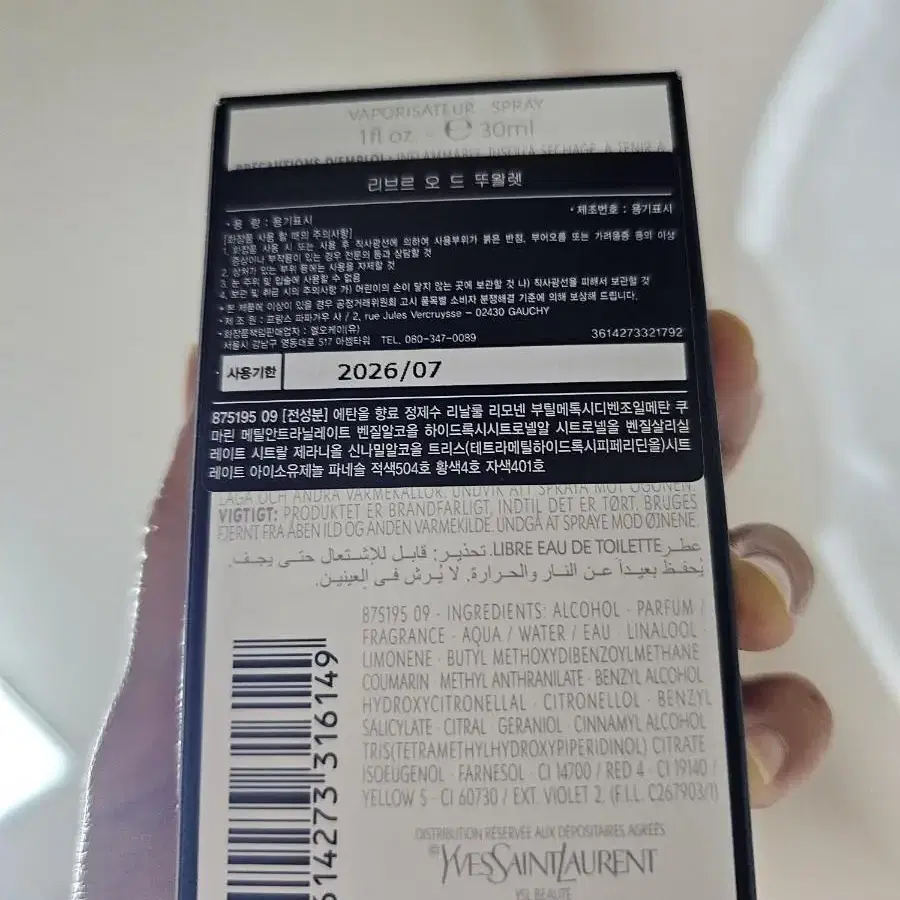 VAPORISATEUR - SPRAY
1fl oz - ℮ 30ml
PRÉCAUTIONS D'EMPLOI: INFLAMMABLE JUSQU'À SÉCHAGE. À TENIR À
리브르 오 드 뚜왈렛
· 용 량 : 용기표시 · 제조번호 : 용기표시
[화장품 사용 할 때의 주의사항]
1. 화장품 사용 시 또는 사용 후 직사광선에 의하여 사용부위가 붉은 반점, 부어오름 또는 가려움증 등의 이상
증상이나 부작용이 있는 경우 전문의 등과 상담할 것
2. 상처가 있는 부위 등에는 사용을 자제할 것
3. 눈 주위 및 입술에 사용할 수 없음
4. 보관 및 취급 시의 주의사항 가) 어린이의 손이 닿지 않는 곳에 보관할 것 나) 직사광선을 피해서 보관할 것
* 본 제품에 이상이 있을 경우 공정거래위원회 고시 품목별 소비자 분쟁해결 기준에 의해 보상해 드립니다.
· 제 조 원 : 프랑스 파파가우 사 / 2, rue Jules Vercruysse – 02430 GAUCHY
· 화장품책임판매업자 : 엘오케이(유)
서울시 강남구 영동대로 517 아셈타워 TEL. 080-347-0089 3614273321792
사용기한 2026/07
875195 09 [전성분] 에탄올 향료 정제수 리날룰 리모넨 부틸메톡시디벤조일메탄 쿠
마린 메틸안트라닐레이트 벤질알코올 하이드록시시트로넬알 시트로넬올 벤질살리실
레이트 시트랄 제라니올 신나밀알코올 트리스(테트라메틸하이드록시피페리딘올)시트
레이트 아이소유제놀 파네솔 적색504호 황색4호 자색401호
LÅGA OCH ANDRA VÄRMEKÄLLOR. UNDVIK ATT SPRAYA MOT ÖGONEN.
VIGTIGT: PRODUKTET ER BRANDFARLIGT, INDTIL DET ER TØRT. BRUGES
FJERNT FRA ÅBEN ILD OG ANDEN VARMEKILDE. UNDGÅ AT SPRAYE MOD ØJNENE.
عطر LIBRE EAU DE TOILETTE. تحذير: قابل للإشتعال حتى يجف.
يُحفظ بعيداً عن النار والحرارة. لا يُرش في العينين.
875195 09 - INGREDIENTS: ALCOHOL · PARFUM /
FRAGRANCE · AQUA / WATER / EAU · LINALOOL ·
LIMONENE · BUTYL METHOXYDIBENZOYLMETHANE
COUMARIN · METHYL ANTHRANILATE · BENZYL ALCOHOL
HYDROXYCITRONELLAL · CITRONELLOL · BENZYL
SALICYLATE · CITRAL · GERANIOL · CINNAMYL ALCOHOL
TRIS(TETRAMETHYLHYDROXYPIPERIDINOL) CITRATE ·
ISOEUGENOL · FARNESOL · CI 14700 / RED 4 · CI 19140 /
YELLOW 5 · CI 60730 / EXT. VIOLET 2. (F.I.L. C267903/1)
614273 316149
DISTRIBUTION RÉSERVÉE AUX DÉPOSITAIRES AGRÉÉS
© YVESSAINTLAURENT
YSL BEAUTÉ